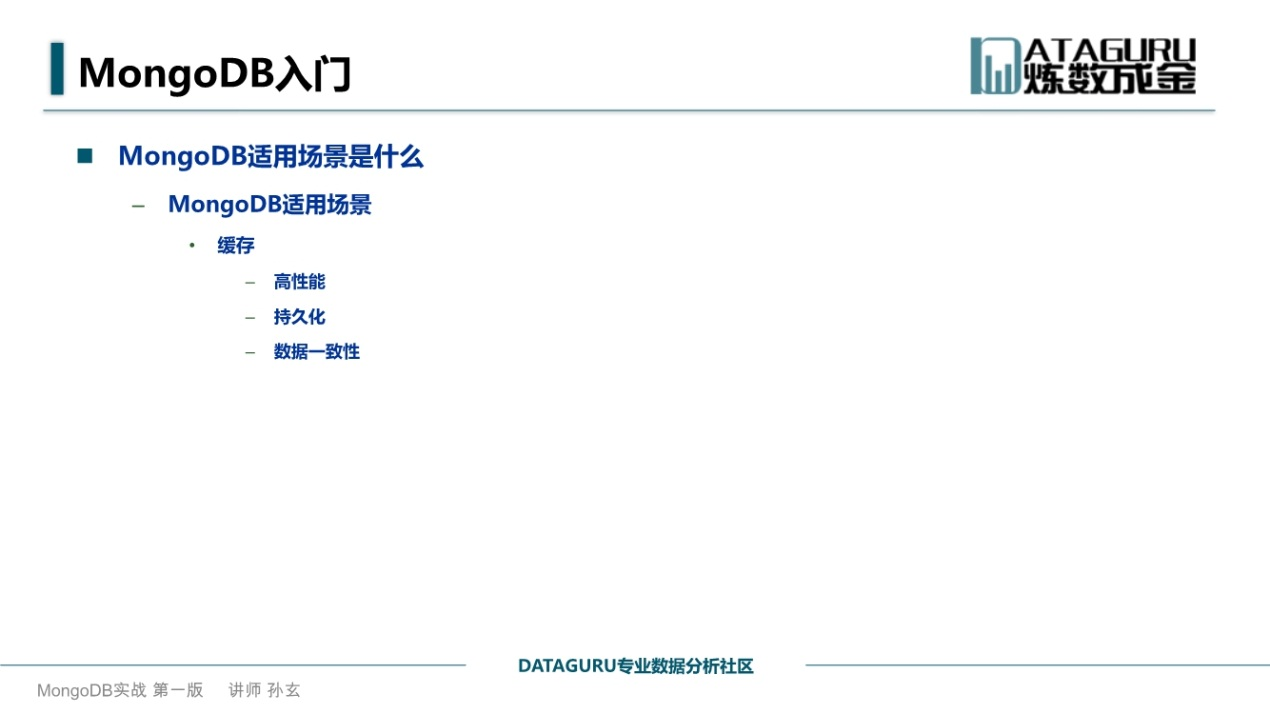 MongoDB入门
DATAGURU
炼数成金
■ MongoDB适用场景是什么
– MongoDB适用场景
• 缓存
– 高性能
– 持久化
– 数据一致性
DATAGURU专业数据分析社区
MongoDB实战 第一版 讲师 孙玄